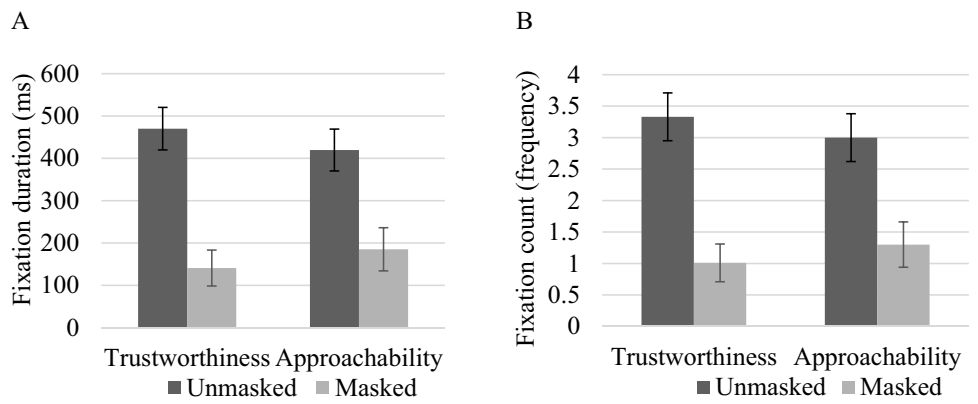 A
Fixation duration (ms)
600
500
400
300
200
100
0
Trustworthiness Approachability
Unmasked Masked
B
Fixation count (frequency)
4
3.5
3
2.5
2
1.5
1
0.5
0
Trustworthiness Approachability
Unmasked Masked